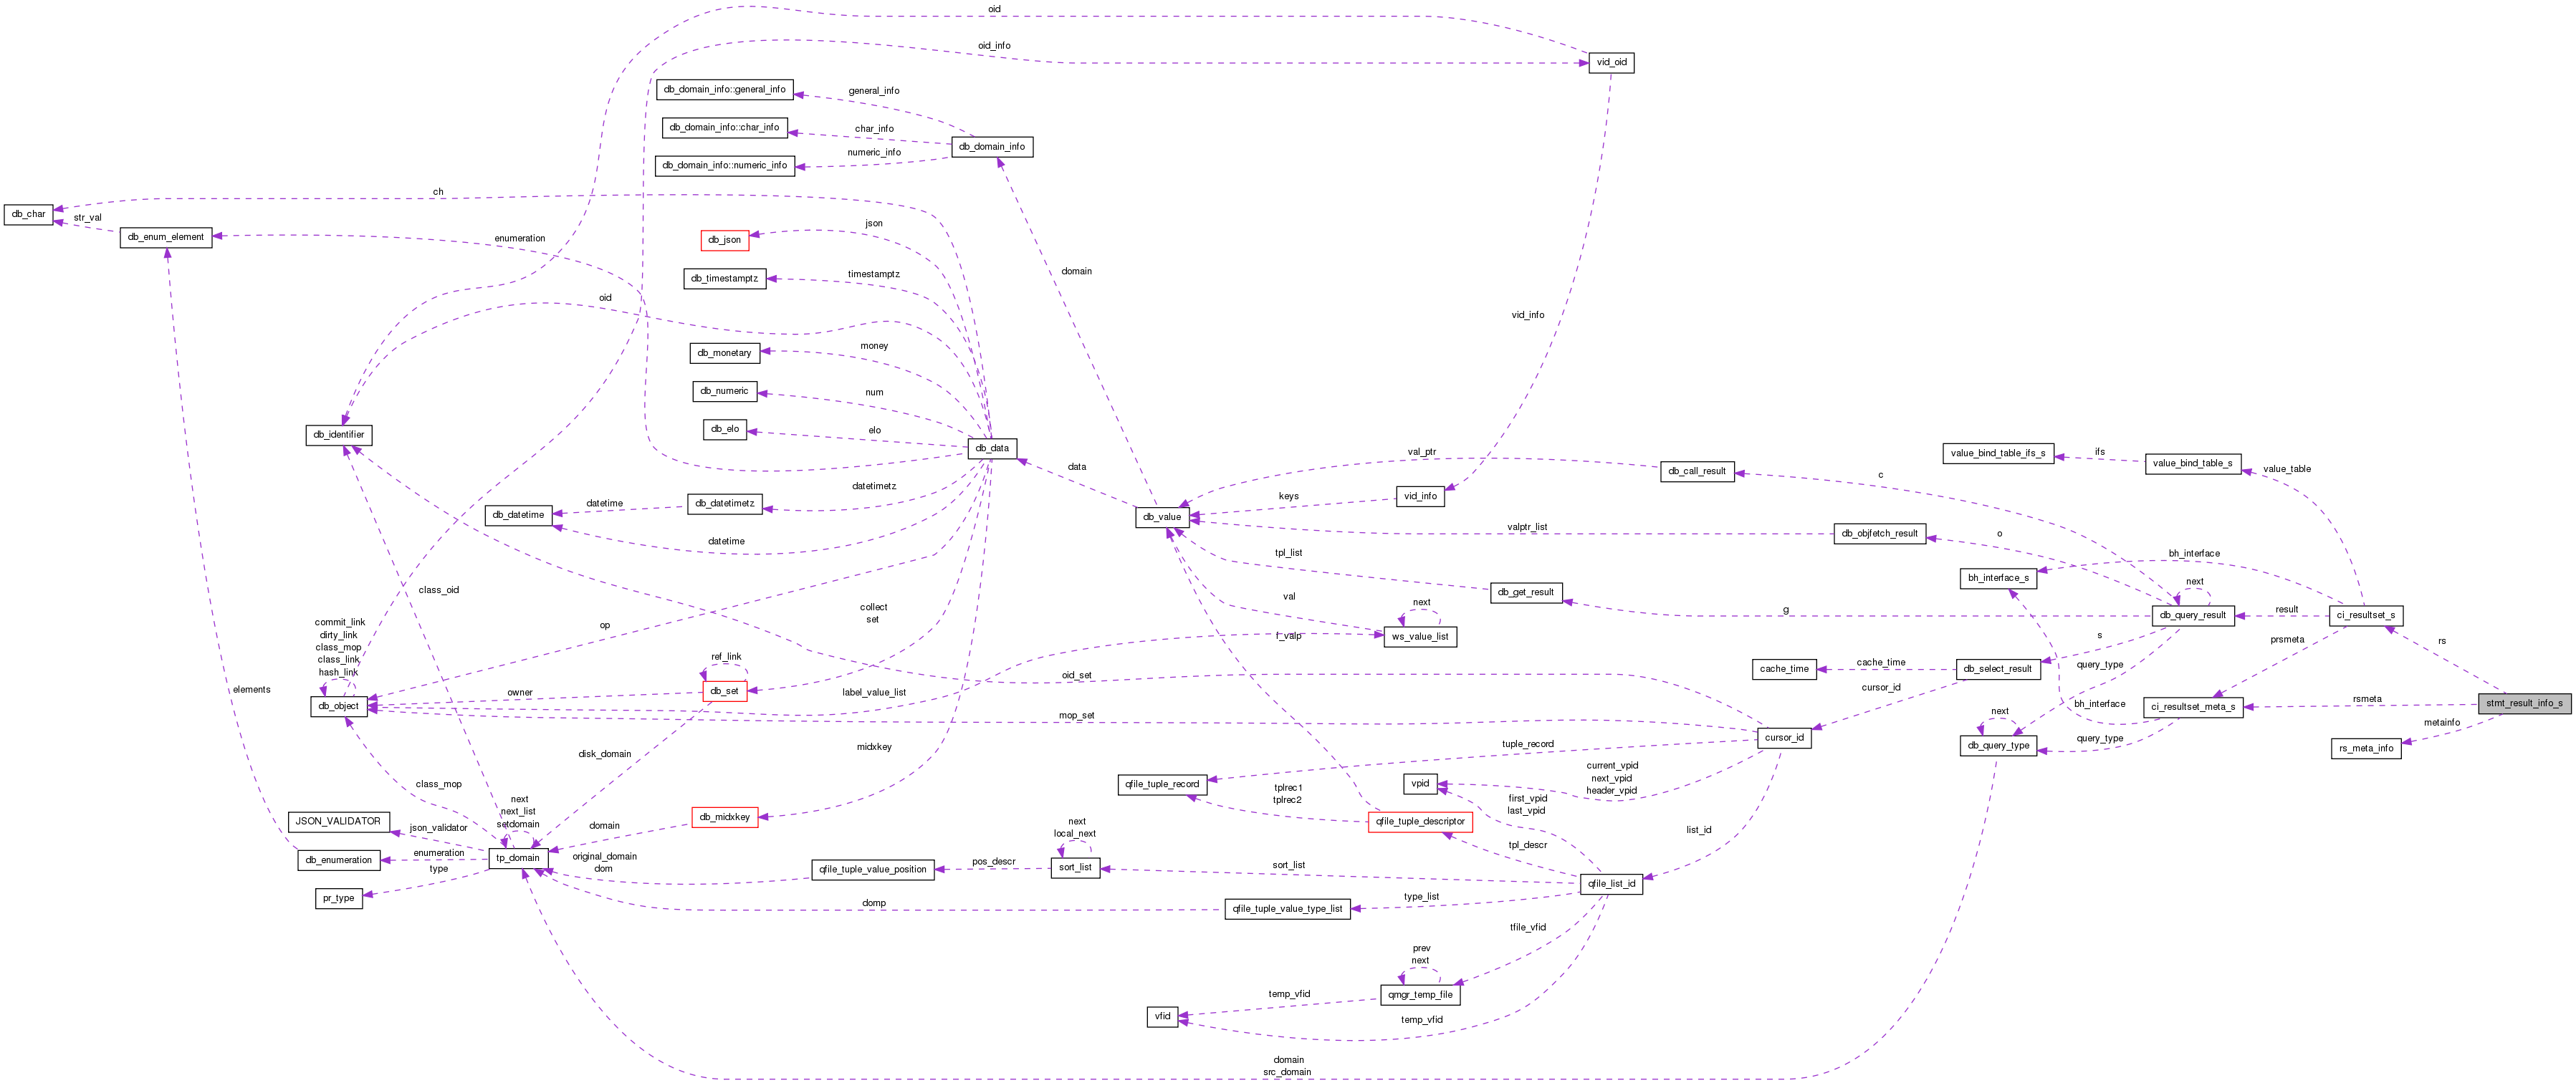 oid
oid_info
vid_oid
db_domain_info::general_info
general_info
db_domain_info::char_info
char_info
db_domain_info
db_domain_info::numeric_info
numeric_info
ch
db_char
str_val
db_enum_element
enumeration
json
db_json
domain
db_timestamptz
timestamptz
oid
vid_info
money
db_monetary
num
db_numeric
elo
db_elo
db_identifier
db_data
data
val_ptr
db_call_result
c
value_bind_table_ifs_s
ifs
value_bind_table_s
value_table
datetimetz
db_datetimetz
datetime
db_datetime
datetime
keys
vid_info
db_value
valptr_list
db_objfetch_result
o
tpl_list
bh_interface
bh_interface_s
next
class_oid
db_get_result
g
db_query_result
result
ci_resultset_s
val
next
collect
set
op
commit_link
dirty_link
class_mop
class_link
hash_link
f_valp
ws_value_list
s
prsmeta
rs
ref_link
cache_time
cache_time
db_select_result
query_type
oid_set
cursor_id
elements
owner
db_set
label_value_list
db_object
rsmeta
stmt_result_info_s
bh_interface
ci_resultset_meta_s
mop_set
next
metainfo
cursor_id
tuple_record
query_type
db_query_type
rs_meta_info
midxkey
disk_domain
current_vpid
next_vpid
header_vpid
class_mop
qfile_tuple_record
vpid
tplrec1
tplrec2
first_vpid
last_vpid
next
next_list
setdomain
db_midxkey
domain
JSON_VALIDATOR
json_validator
qfile_tuple_descriptor
list_id
next
local_next
tpl_descr
db_enumeration
enumeration
tp_domain
original_domain
dom
type
pr_type
qfile_tuple_value_position
pos_descr
sort_list
sort_list
qfile_list_id
domp
qfile_tuple_value_type_list
type_list
tfile_vfid
prev
next
temp_vfid
qmgr_temp_file
vfid
temp_vfid
domain
src_domain